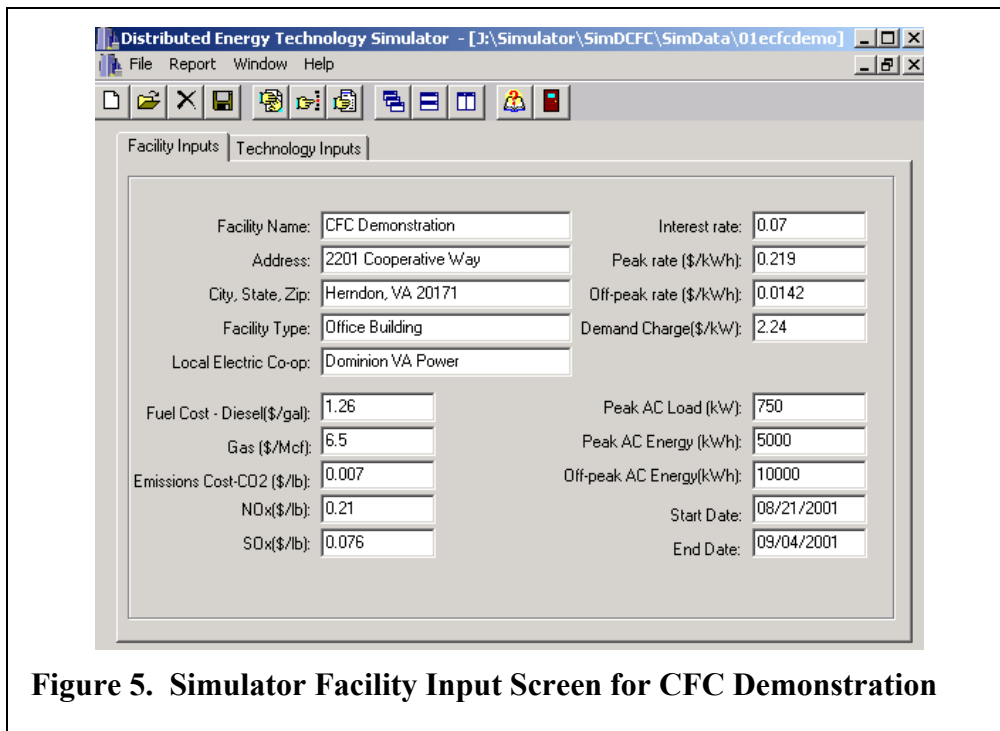 Distributed Energy Technology Simulator - [J:\Simulator\SimDCFC\SimData\01ecfcdemo]
File Report Window Help
Facility Inputs Technology Inputs
Facility Name: CFC Demonstration
Address: 2201 Cooperative Way
City, State, Zip: Herndon, VA 20171
Facility Type: Office Building
Local Electric Co-op: Dominion VA Power
Interest rate: 0.07
Peak rate ($/kWh): 0.219
Off-peak rate ($/kWh): 0.0142
Demand Charge($/kW): 2.24
Fuel Cost - Diesel($/gal): 1.26
Gas ($/Mcf): 6.5
Emissions Cost-CO2 ($/lb): 0.007
NOx($/lb): 0.21
SOx($/lb): 0.076
Peak AC Load (kW): 750
Peak AC Energy (kWh): 5000
Off-peak AC Energy(kWh): 10000
Start Date: 08/21/2001
End Date: 09/04/2001
Figure 5. Simulator Facility Input Screen for CFC Demonstration